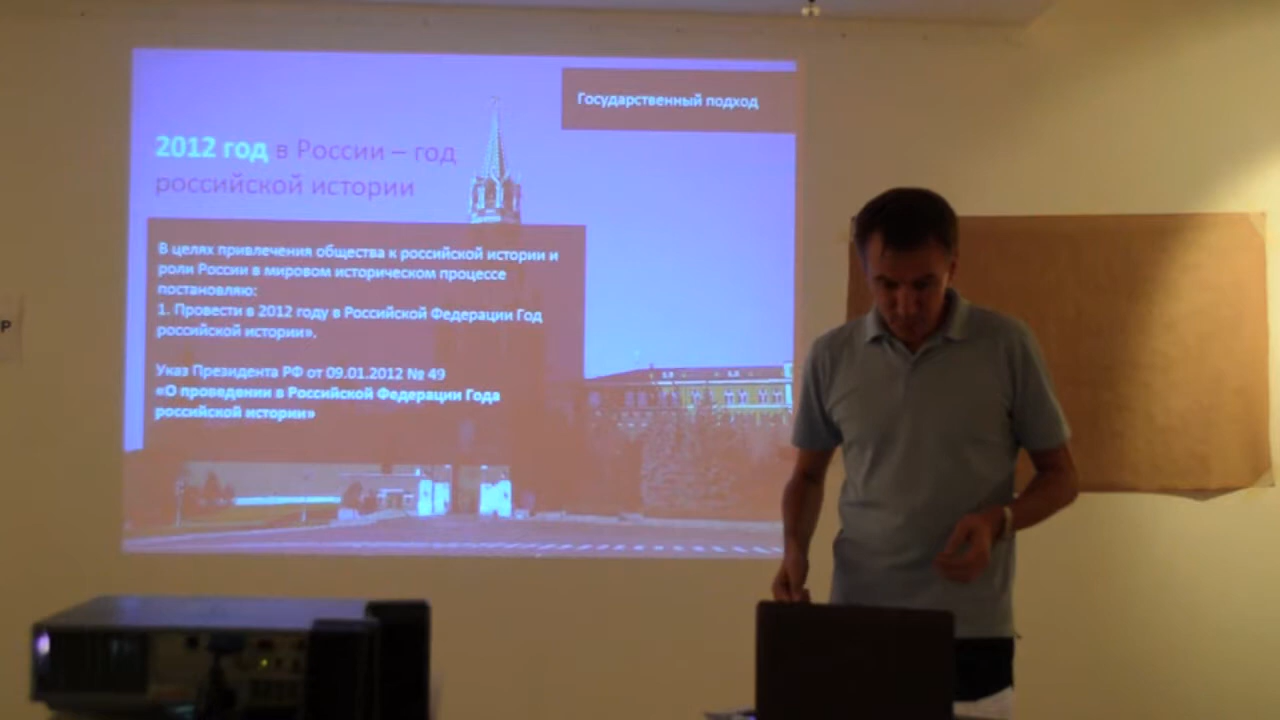 Государственный подход
2012 год в России – год
российской истории
В целях привлечения общества к российской истории и
роли России в мировом историческом процессе
постановляю:
1. Провести в 2012 году в Российской Федерации Год
российской истории».
Указ Президента РФ от 09.01.2012 № 49
«О проведении в Российской Федерации Года
российской истории»
Р